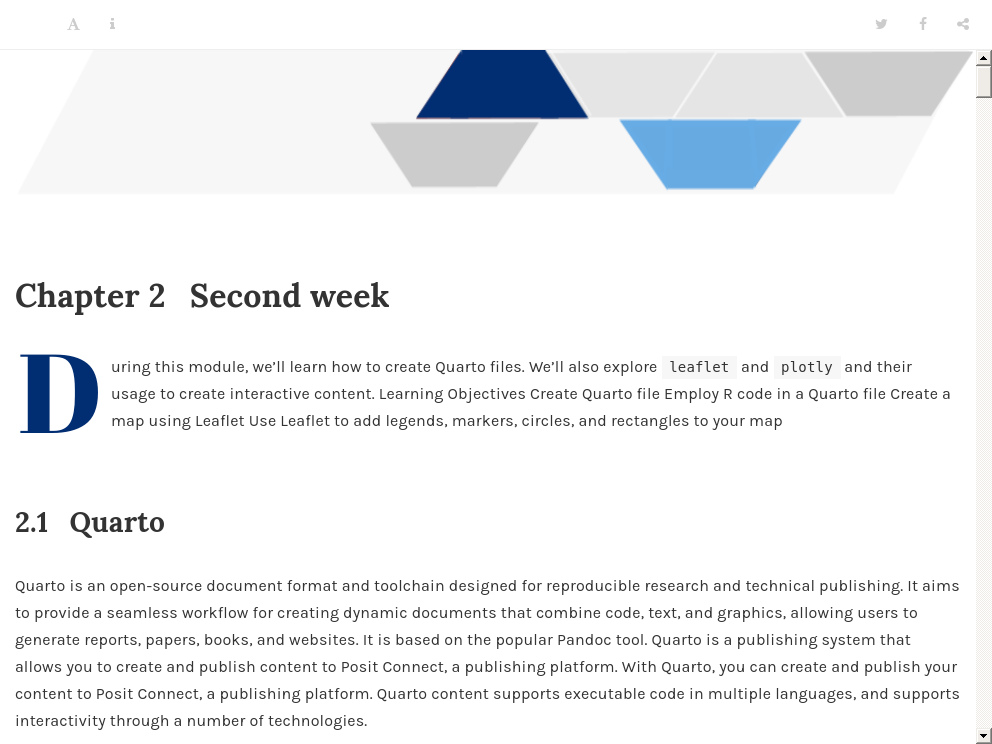 A
Chapter 2 Second week
During this module, we’ll learn how to create Quarto files. We’ll also explore leaflet and plotly and their
usage to create interactive content. Learning Objectives Create Quarto file Employ R code in a Quarto file Create a
map using Leaflet Use Leaflet to add legends, markers, circles, and rectangles to your map
2.1 Quarto
Quarto is an open-source document format and toolchain designed for reproducible research and technical publishing. It aims
to provide a seamless workflow for creating dynamic documents that combine code, text, and graphics, allowing users to
generate reports, papers, books, and websites. It is based on the popular Pandoc tool. Quarto is a publishing system that
allows you to create and publish content to Posit Connect, a publishing platform. With Quarto, you can create and publish your
content to Posit Connect, a publishing platform. Quarto content supports executable code in multiple languages, and supports
interactivity through a number of technologies.